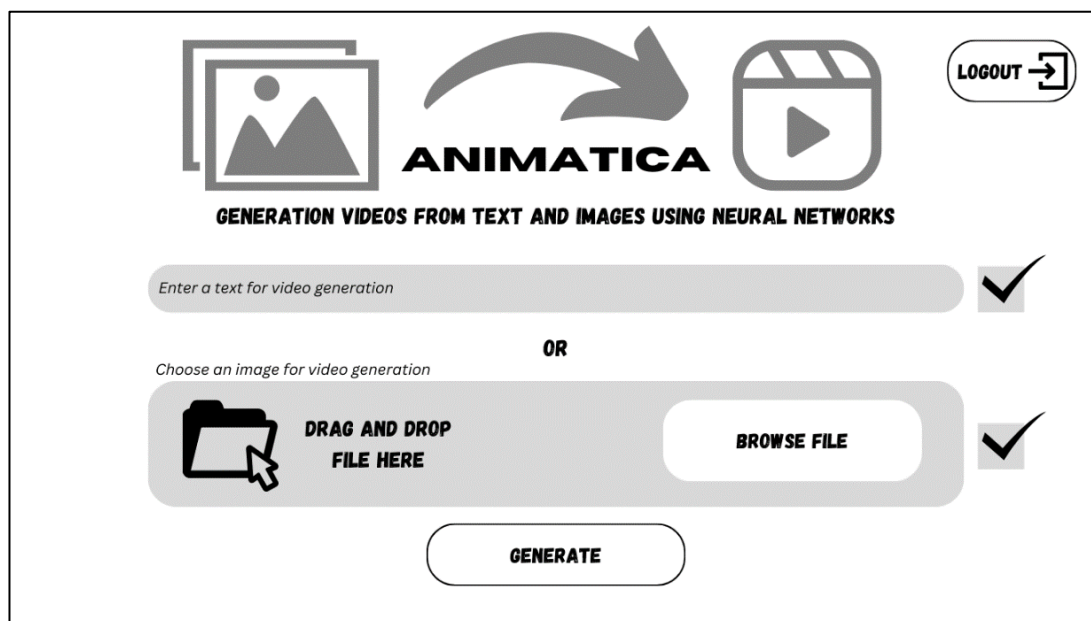 LOGOUT
ANIMATICA
GENERATION VIDEOS FROM TEXT AND IMAGES USING NEURAL NETWORKS
Enter a text for video generation
OR
Choose an image for video generation
DRAG AND DROP
FILE HERE
BROWSE FILE
GENERATE